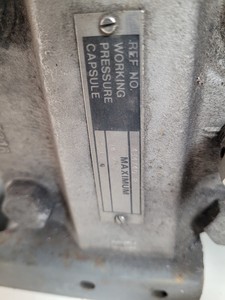 REF NO.
WORKING
PRESSURE
CAPSULE
MAXIMUM